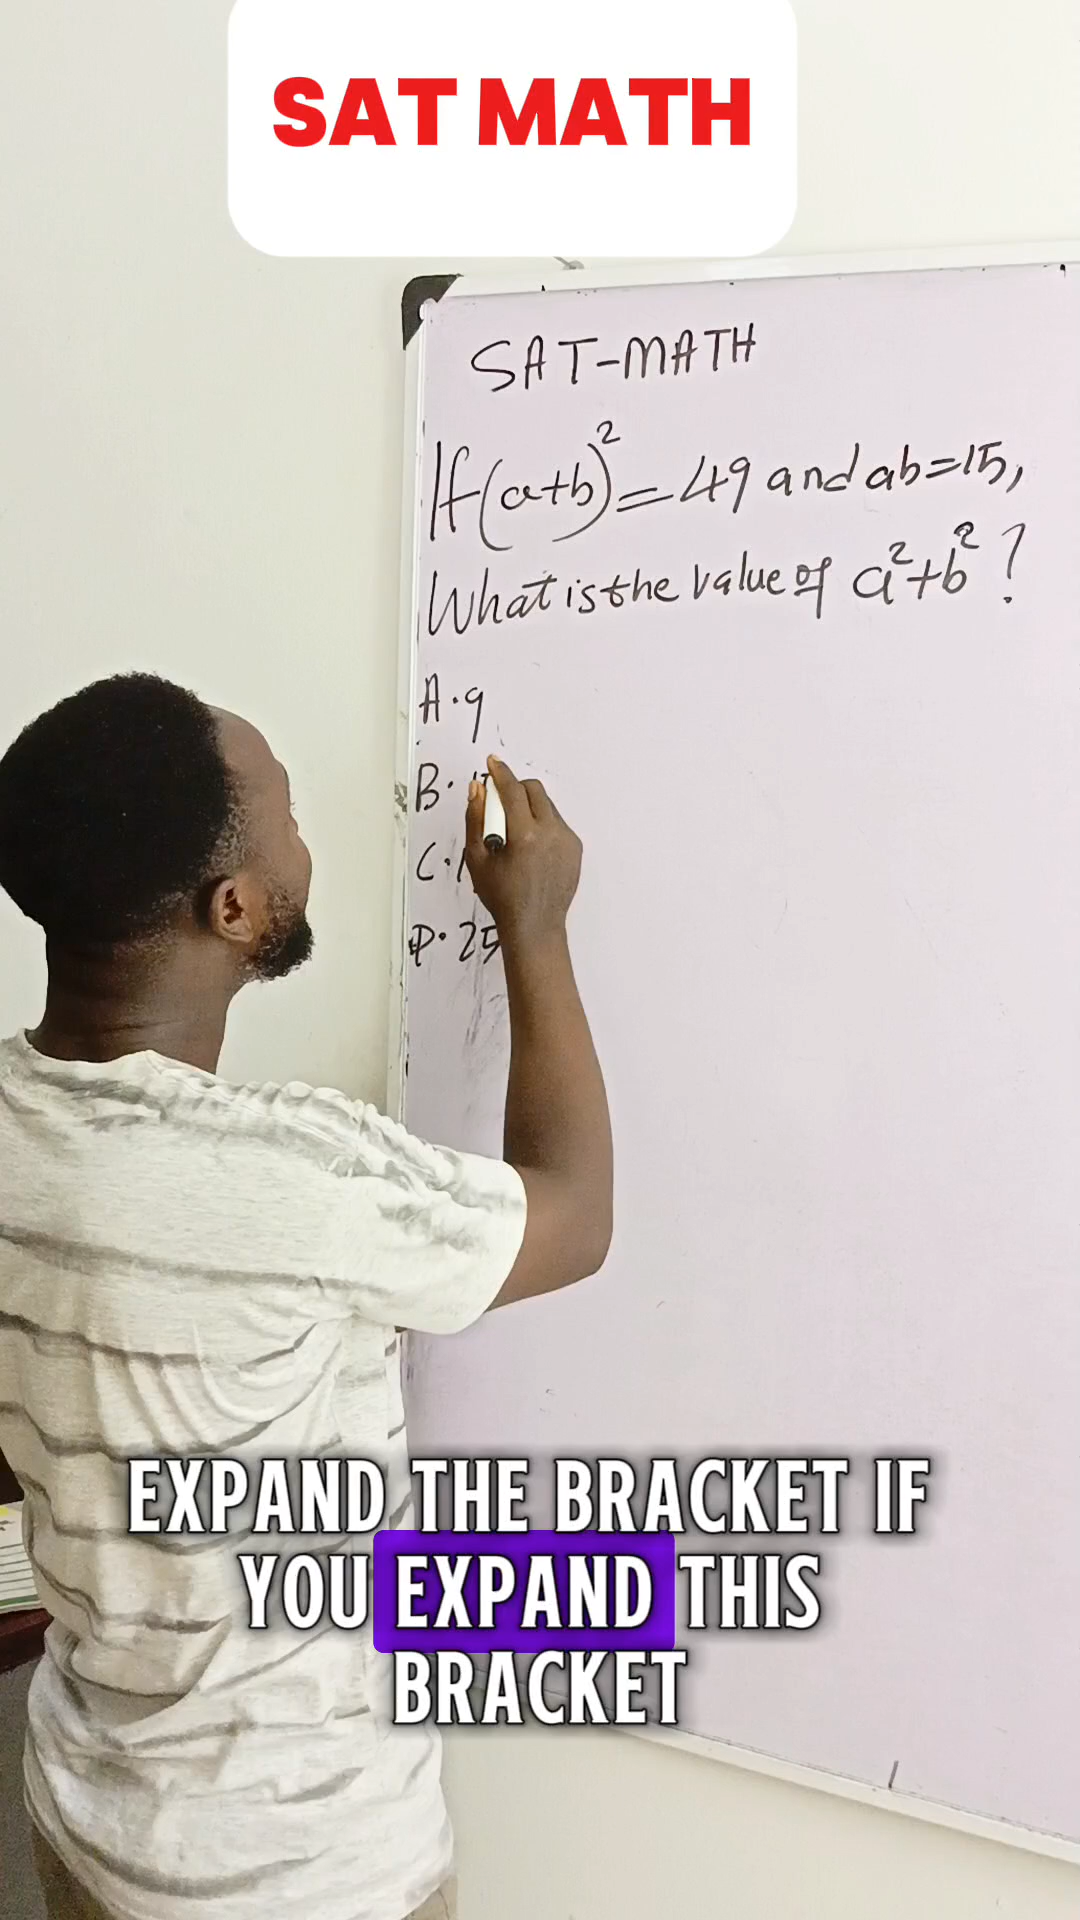 SAT MATH
SAT-MATH
If (a+b)² = 49 and ab=15,
What is the value of a²+b²?
A. 9
B.
C.
D. 25
EXPAND THE BRACKET IF
YOU EXPAND THIS
BRACKET